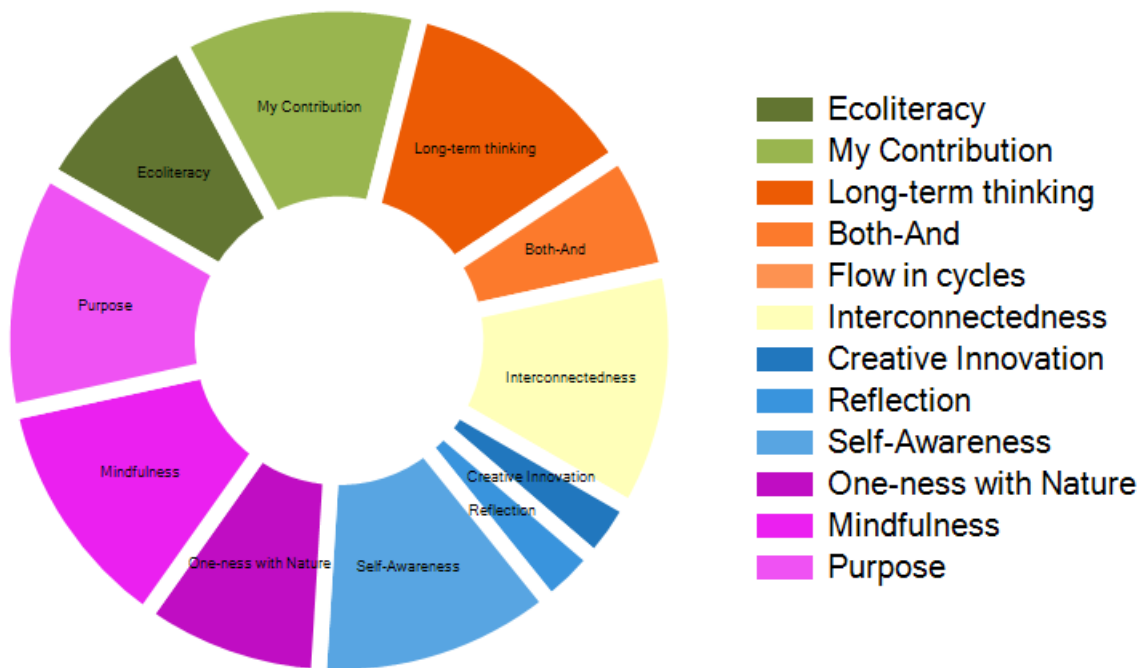 My Contribution
Long-term thinking
Ecoliteracy
Both-And
Purpose
Interconnectedness
Mindfulness
Creative Innovation
Reflection
One-ness with Nature
Self-Awareness
Ecoliteracy
My Contribution
Long-term thinking
Both-And
Flow in cycles
Interconnectedness
Creative Innovation
Reflection
Self-Awareness
One-ness with Nature
Mindfulness
Purpose